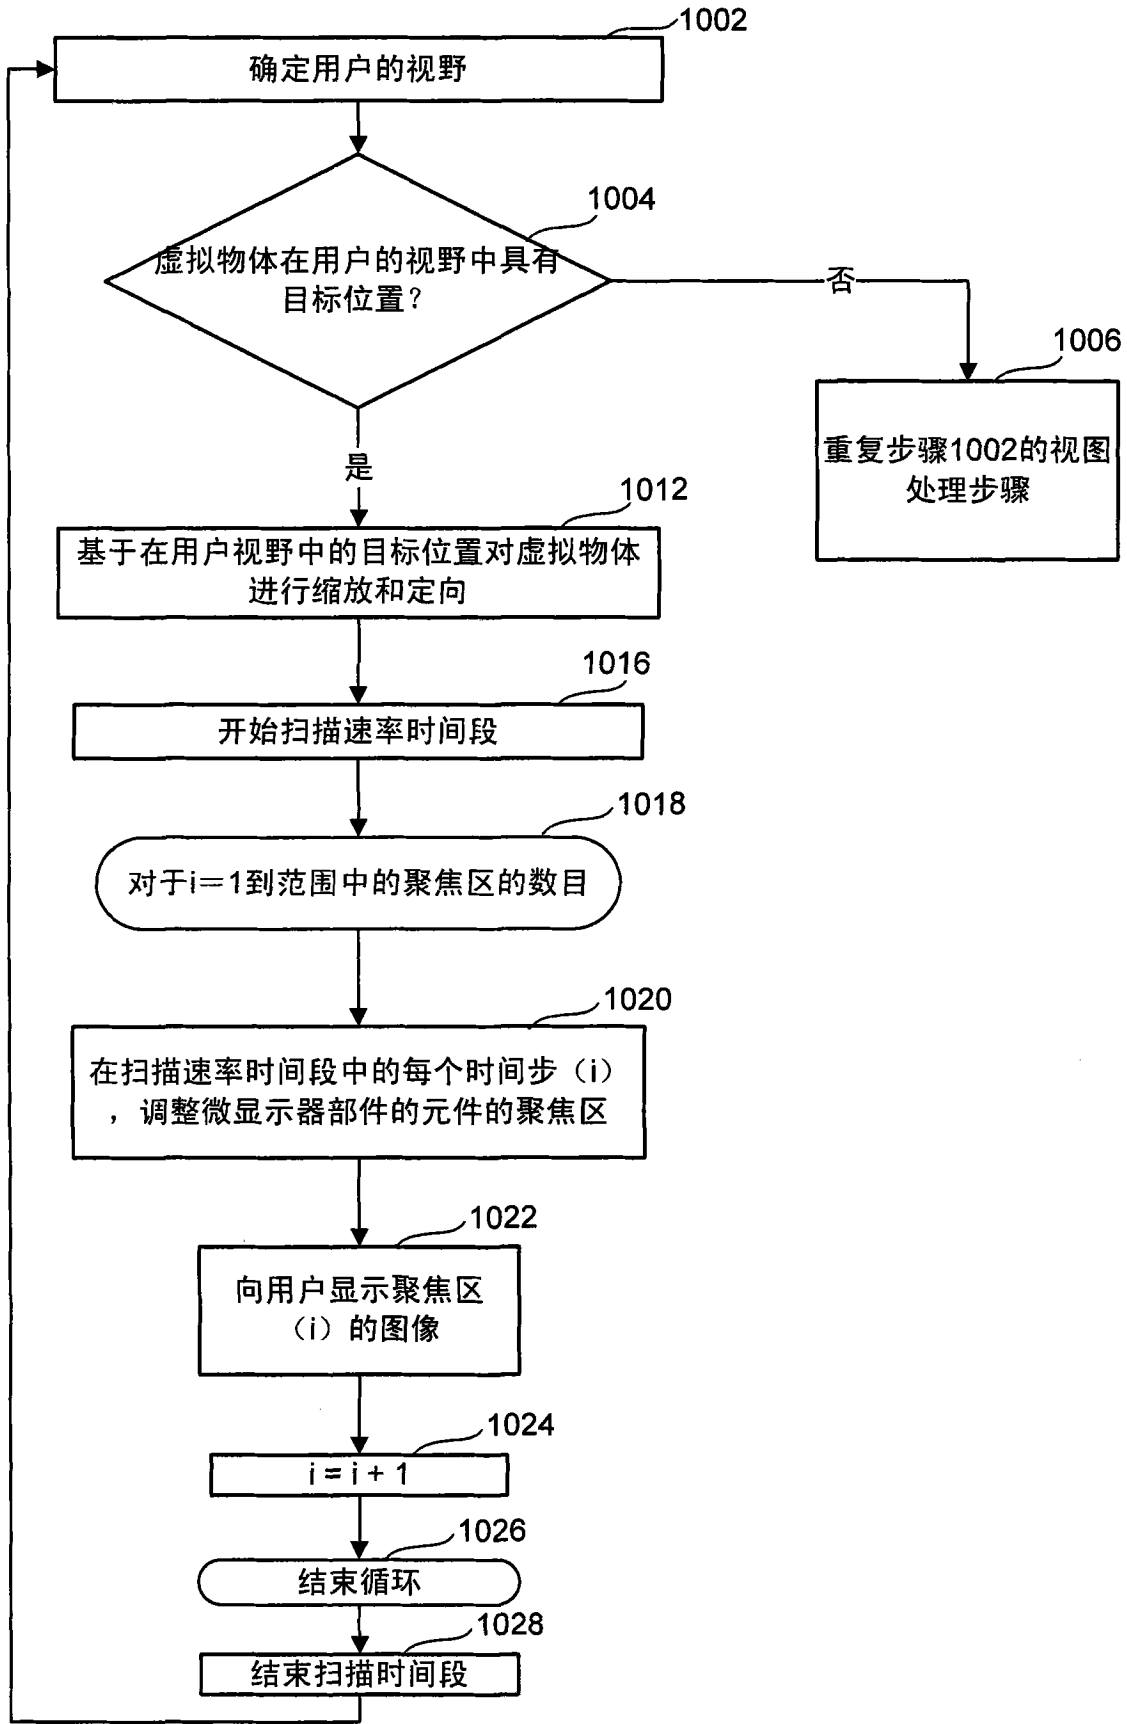 1002
确定用户的视野
1004
虚拟物体在用户的视野中具有
目标位置？
否
1006
重复步骤1002的视图
处理步骤
是
1012
基于在用户视野中的目标位置对虚拟物体
进行缩放和定向
1016
开始扫描速率时间段
1018
对于i＝1到范围中的聚焦区的数目
1020
在扫描速率时间段中的每个时间步（i）
，调整微显示器部件的元件的聚焦区
1022
向用户显示聚焦区
（i）的图像
1024
i = i + 1
1026
结束循环
1028
结束扫描时间段